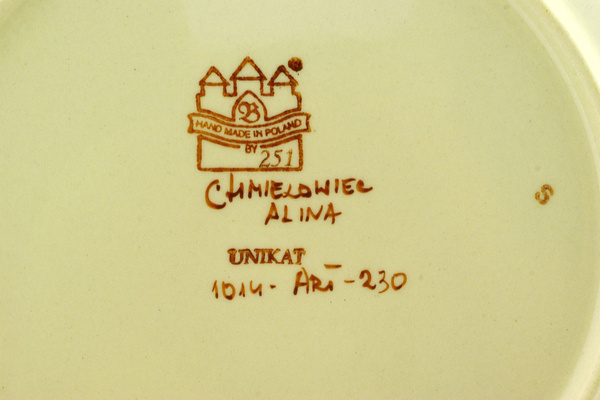 B
HAND MADE IN POLAND
BY 251
CHMIELOWIEC
ALINA
S
UNIKAT
1014- ART-230